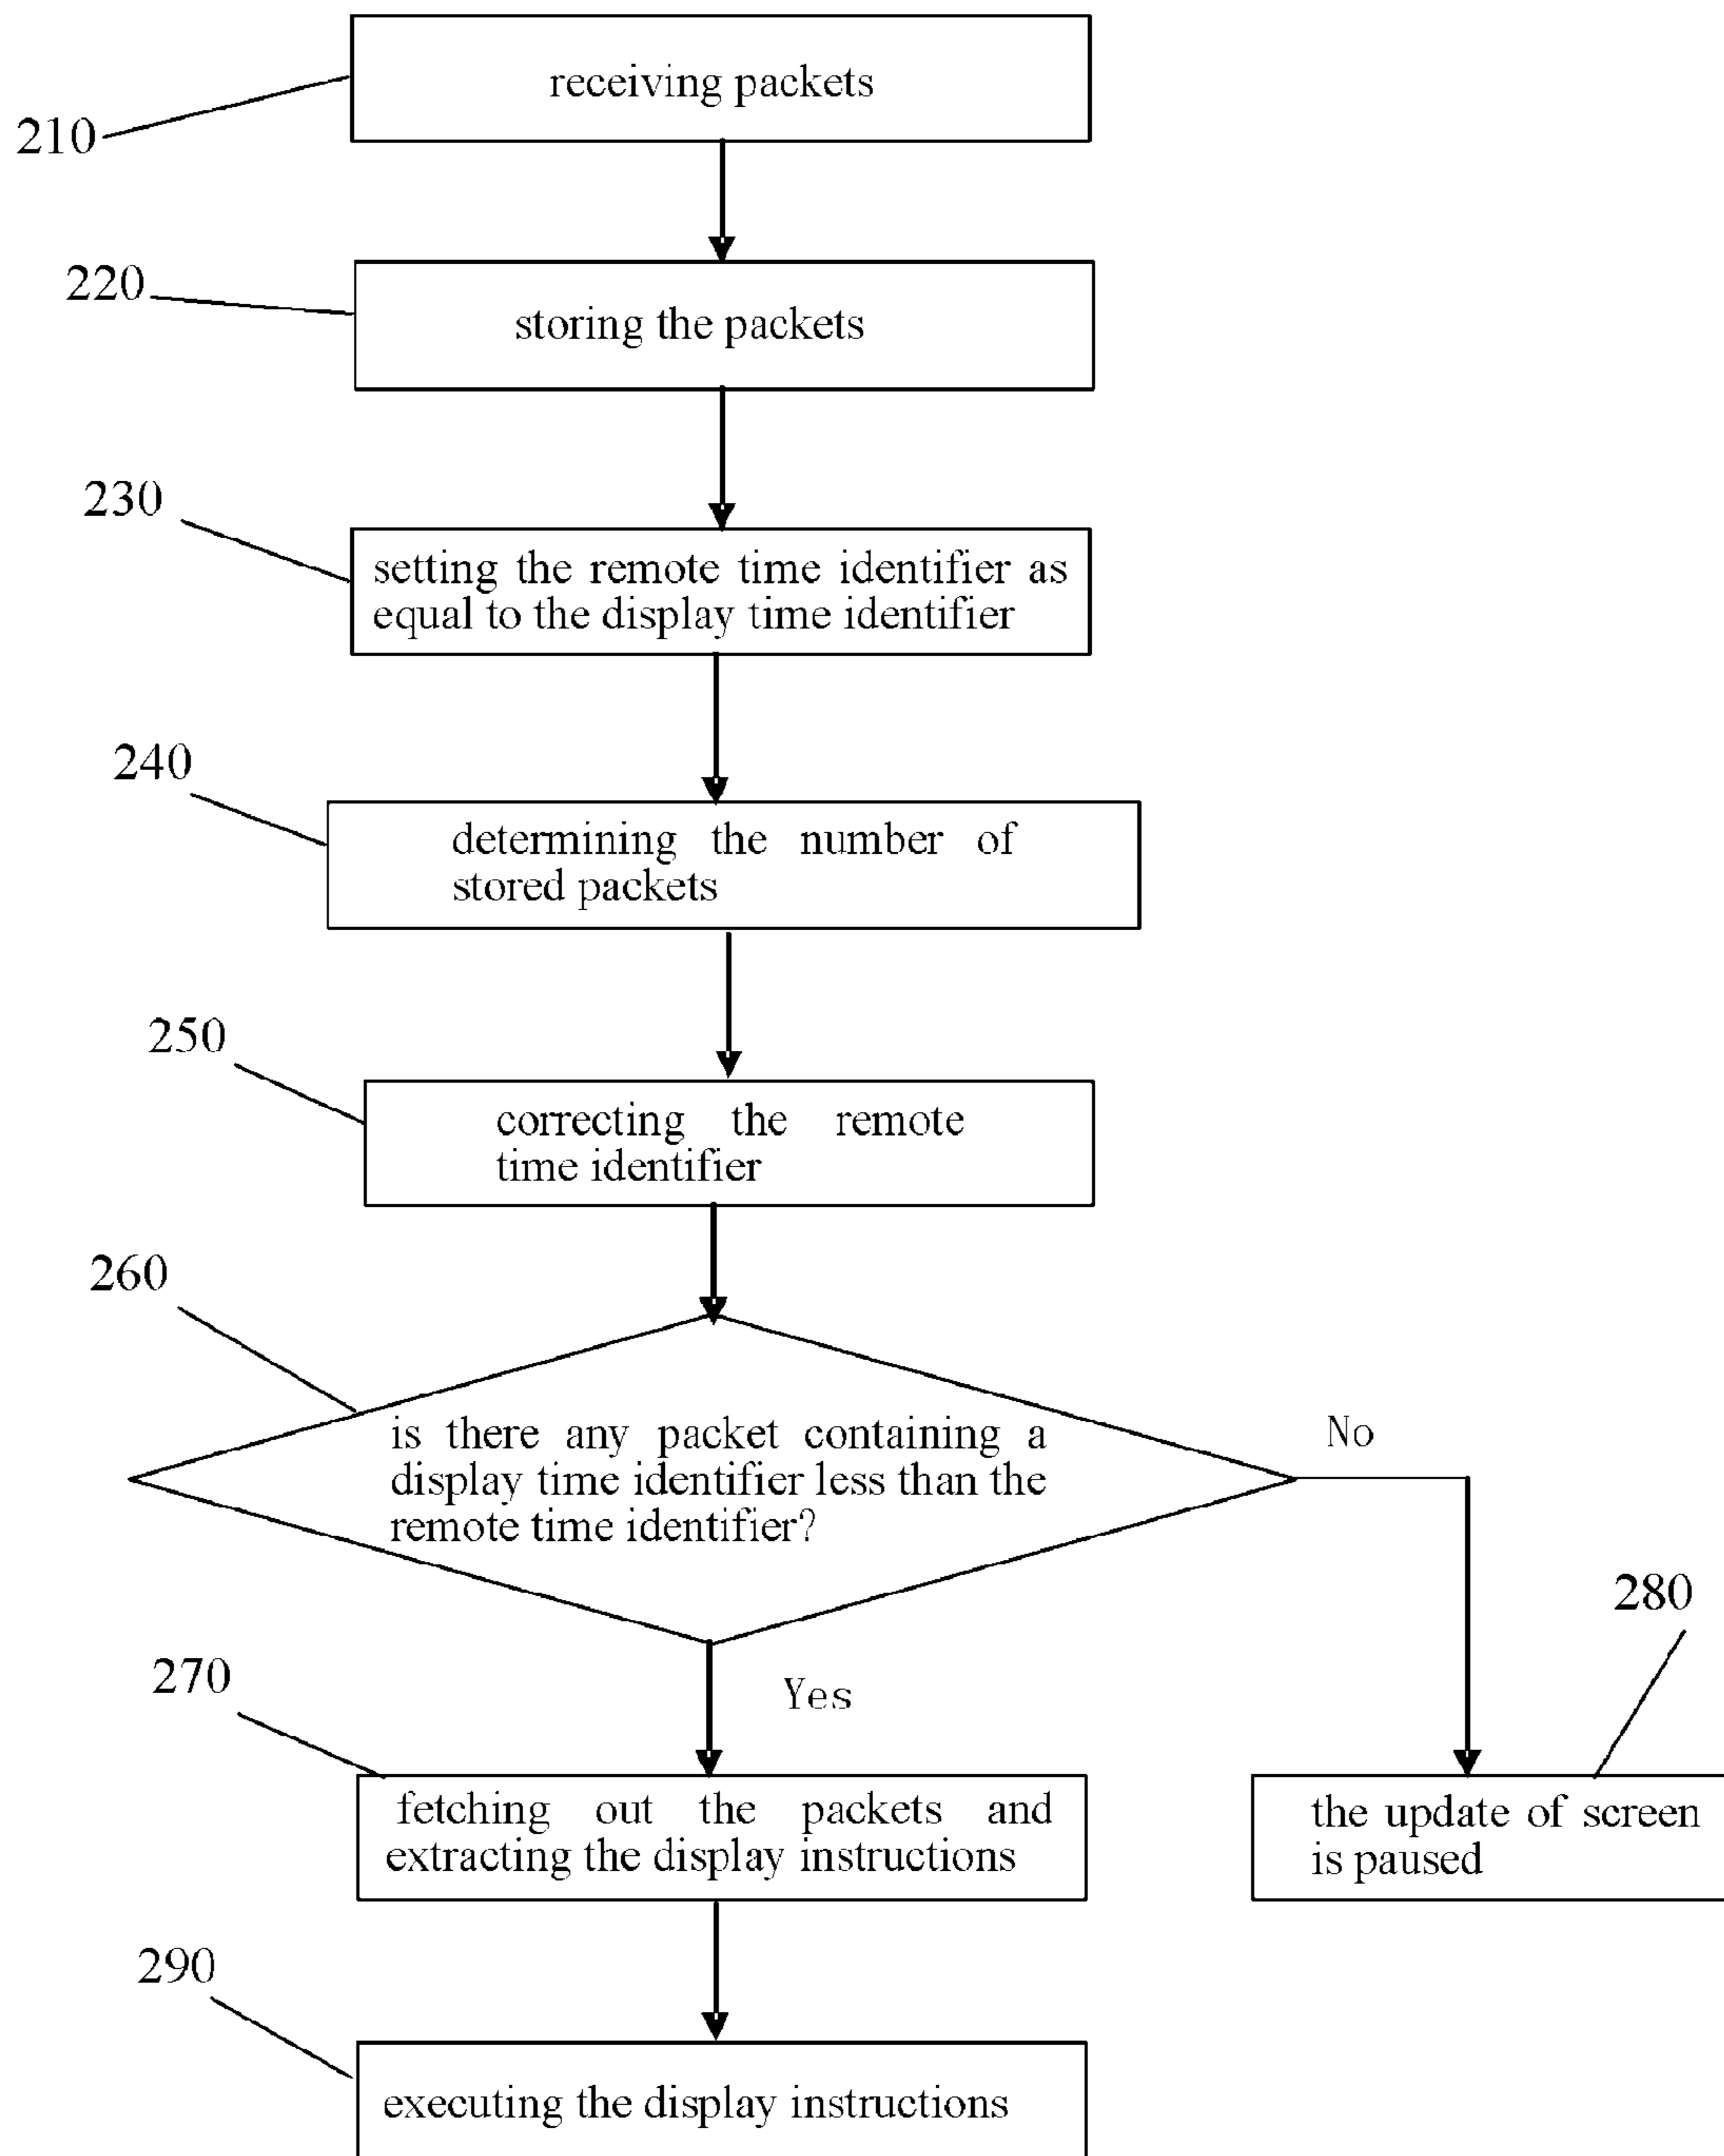 receiving packets
210
220
storing the packets
230
setting the remote time identifier as
equal to the display time identifier
240
determining the number of
stored packets
250
correcting the remote
time identifier
260
is there any packet containing a
display time identifier less than the
remote time identifier?
No
280
270
Yes
fetching out the packets and
extracting the display instructions
the update of screen
is paused
290
executing the display instructions